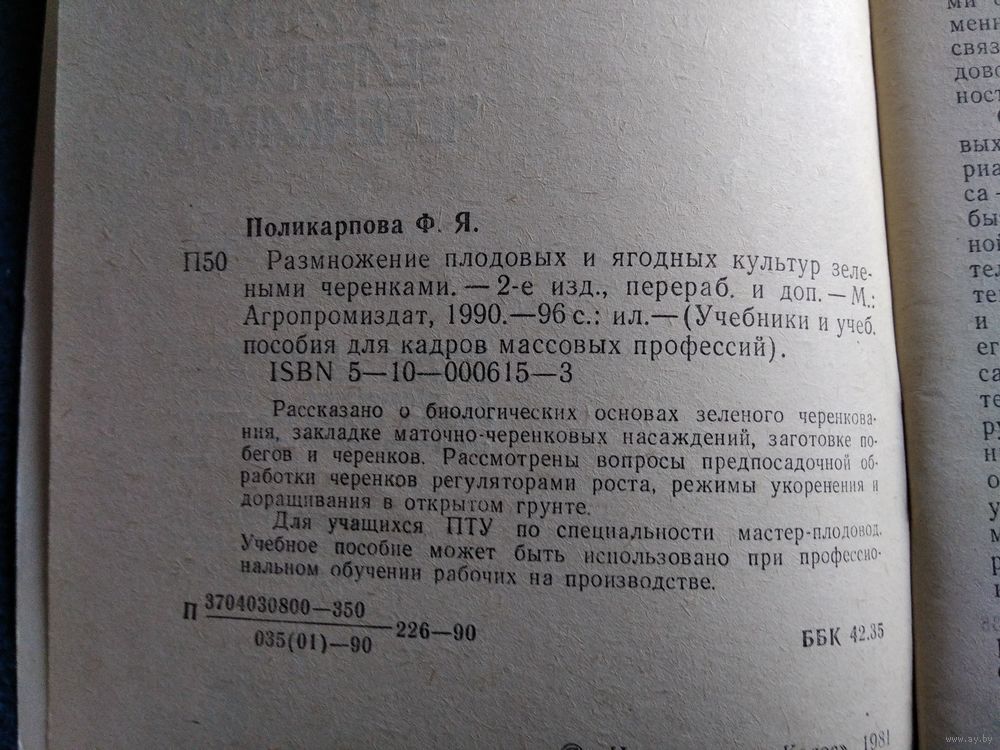 Поликарпова Ф. Я.
П50 Размножение плодовых и ягодных культур зеле-
ными черенками. — 2-е изд., перераб. и доп. — М.:
Агропромиздат, 1990.—96 с.: ил.— (Учебники и учеб.
пособия для кадров массовых профессий).
ISBN 5—10—000615—3
Рассказано о биологических основах зеленого черенкова-
ния, закладке маточно-черенковых насаждений, заготовке по-
бегов и черенков. Рассмотрены вопросы предпосадочной об-
работки черенков регуляторами роста, режимы укоренения и
доращивания в открытом грунте.
Для учащихся ПТУ по специальности мастер-плодовод.
Учебное пособие может быть использовано при профессио-
нальном обучении рабочих на производстве.
П 3704030800—350
035(01)—90
226—90
ББК 42.35
1981
www.ay.by